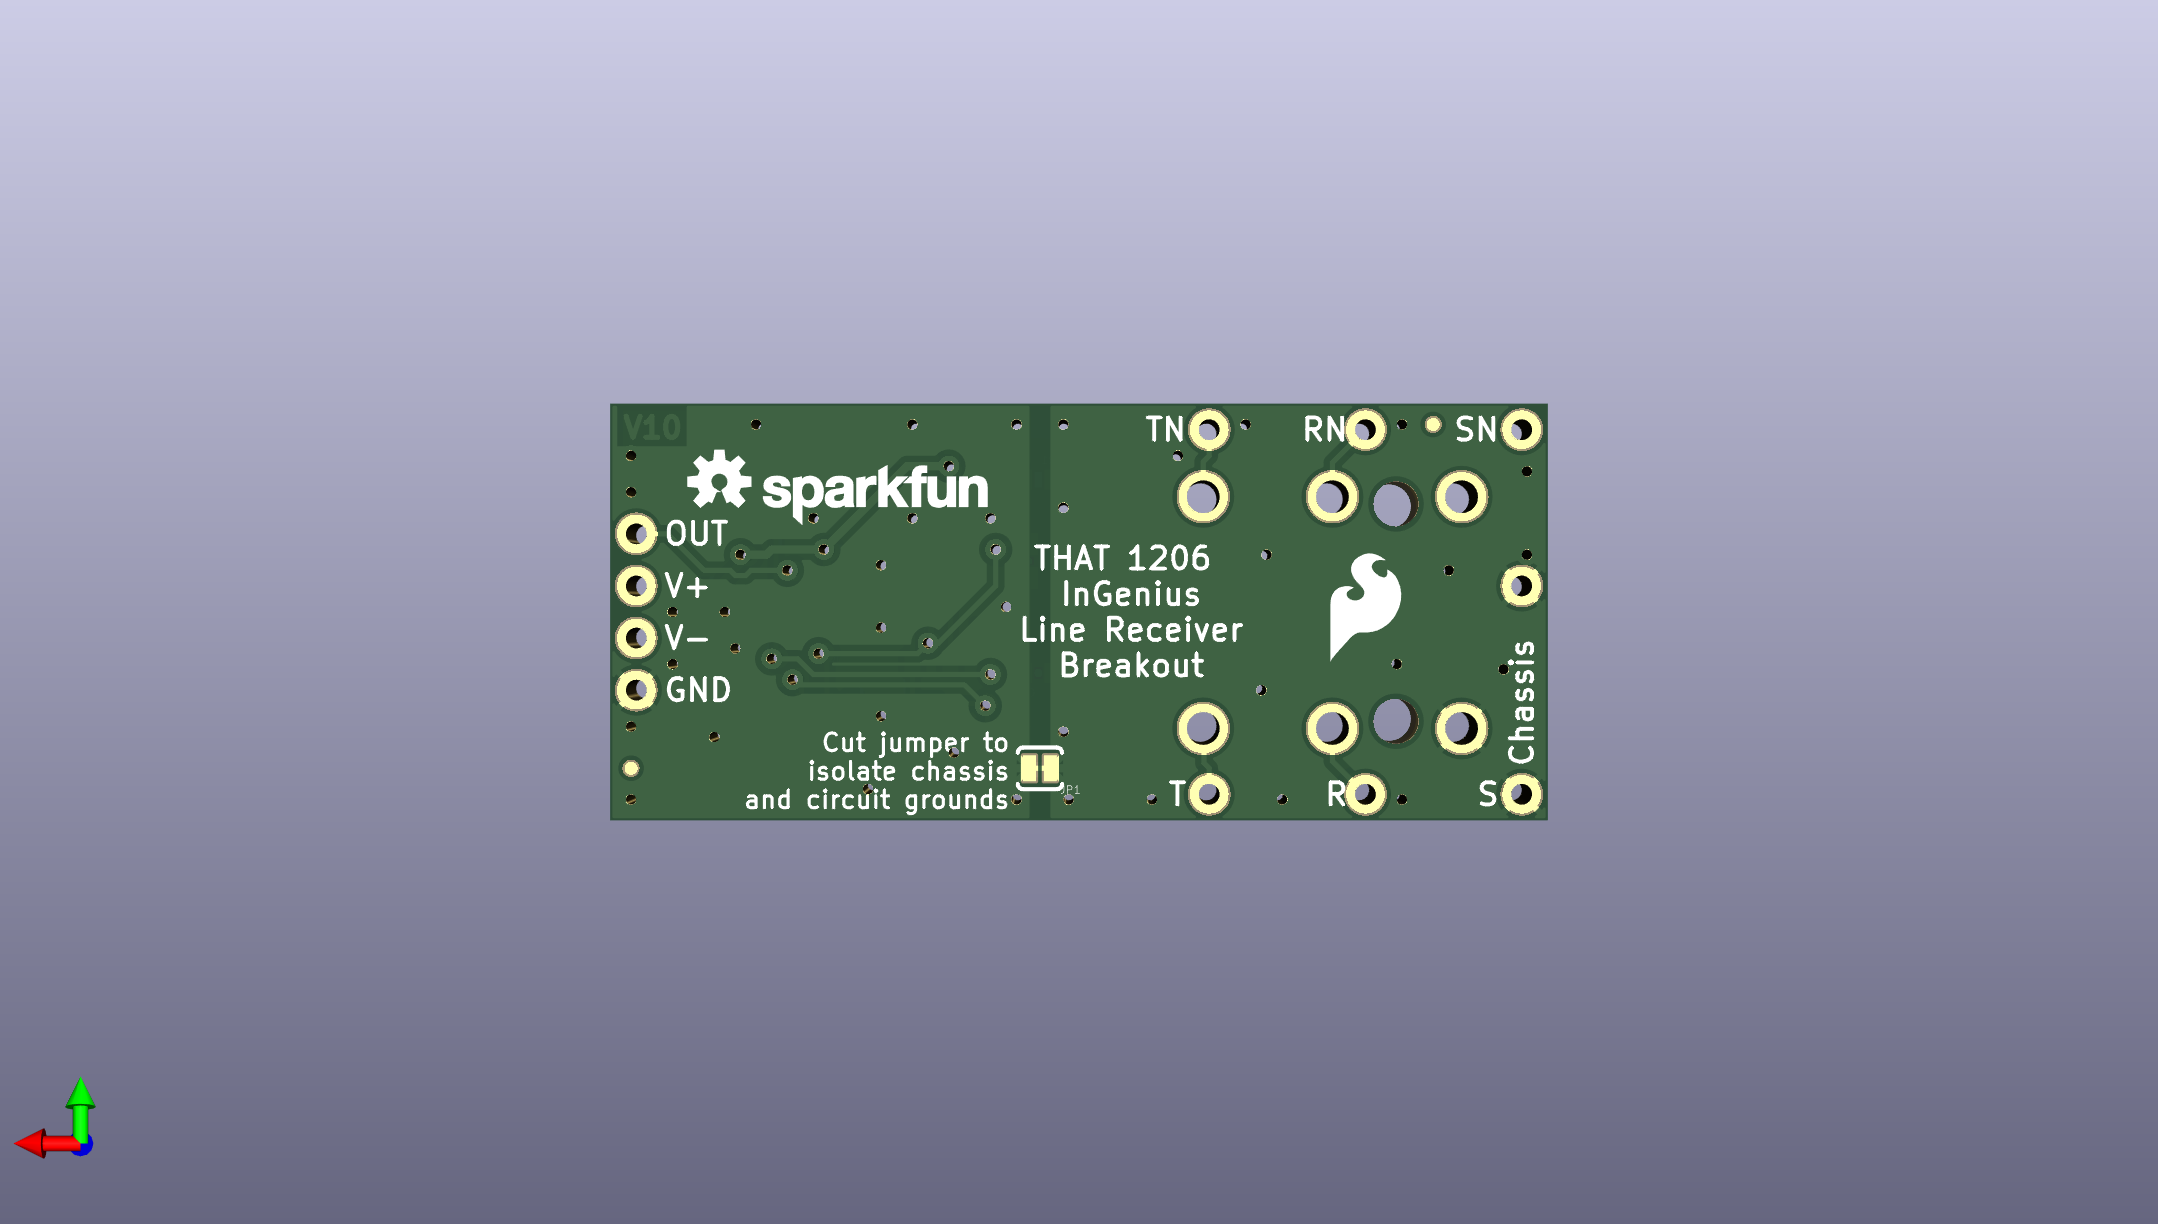 V10
TN
RN
SN
sparkfun
OUT
V+
V-
GND
THAT 1206
InGenius
Line Receiver
Breakout
Chassis
Cut jumper to
isolate chassis
and circuit grounds
JP1
T
R
S